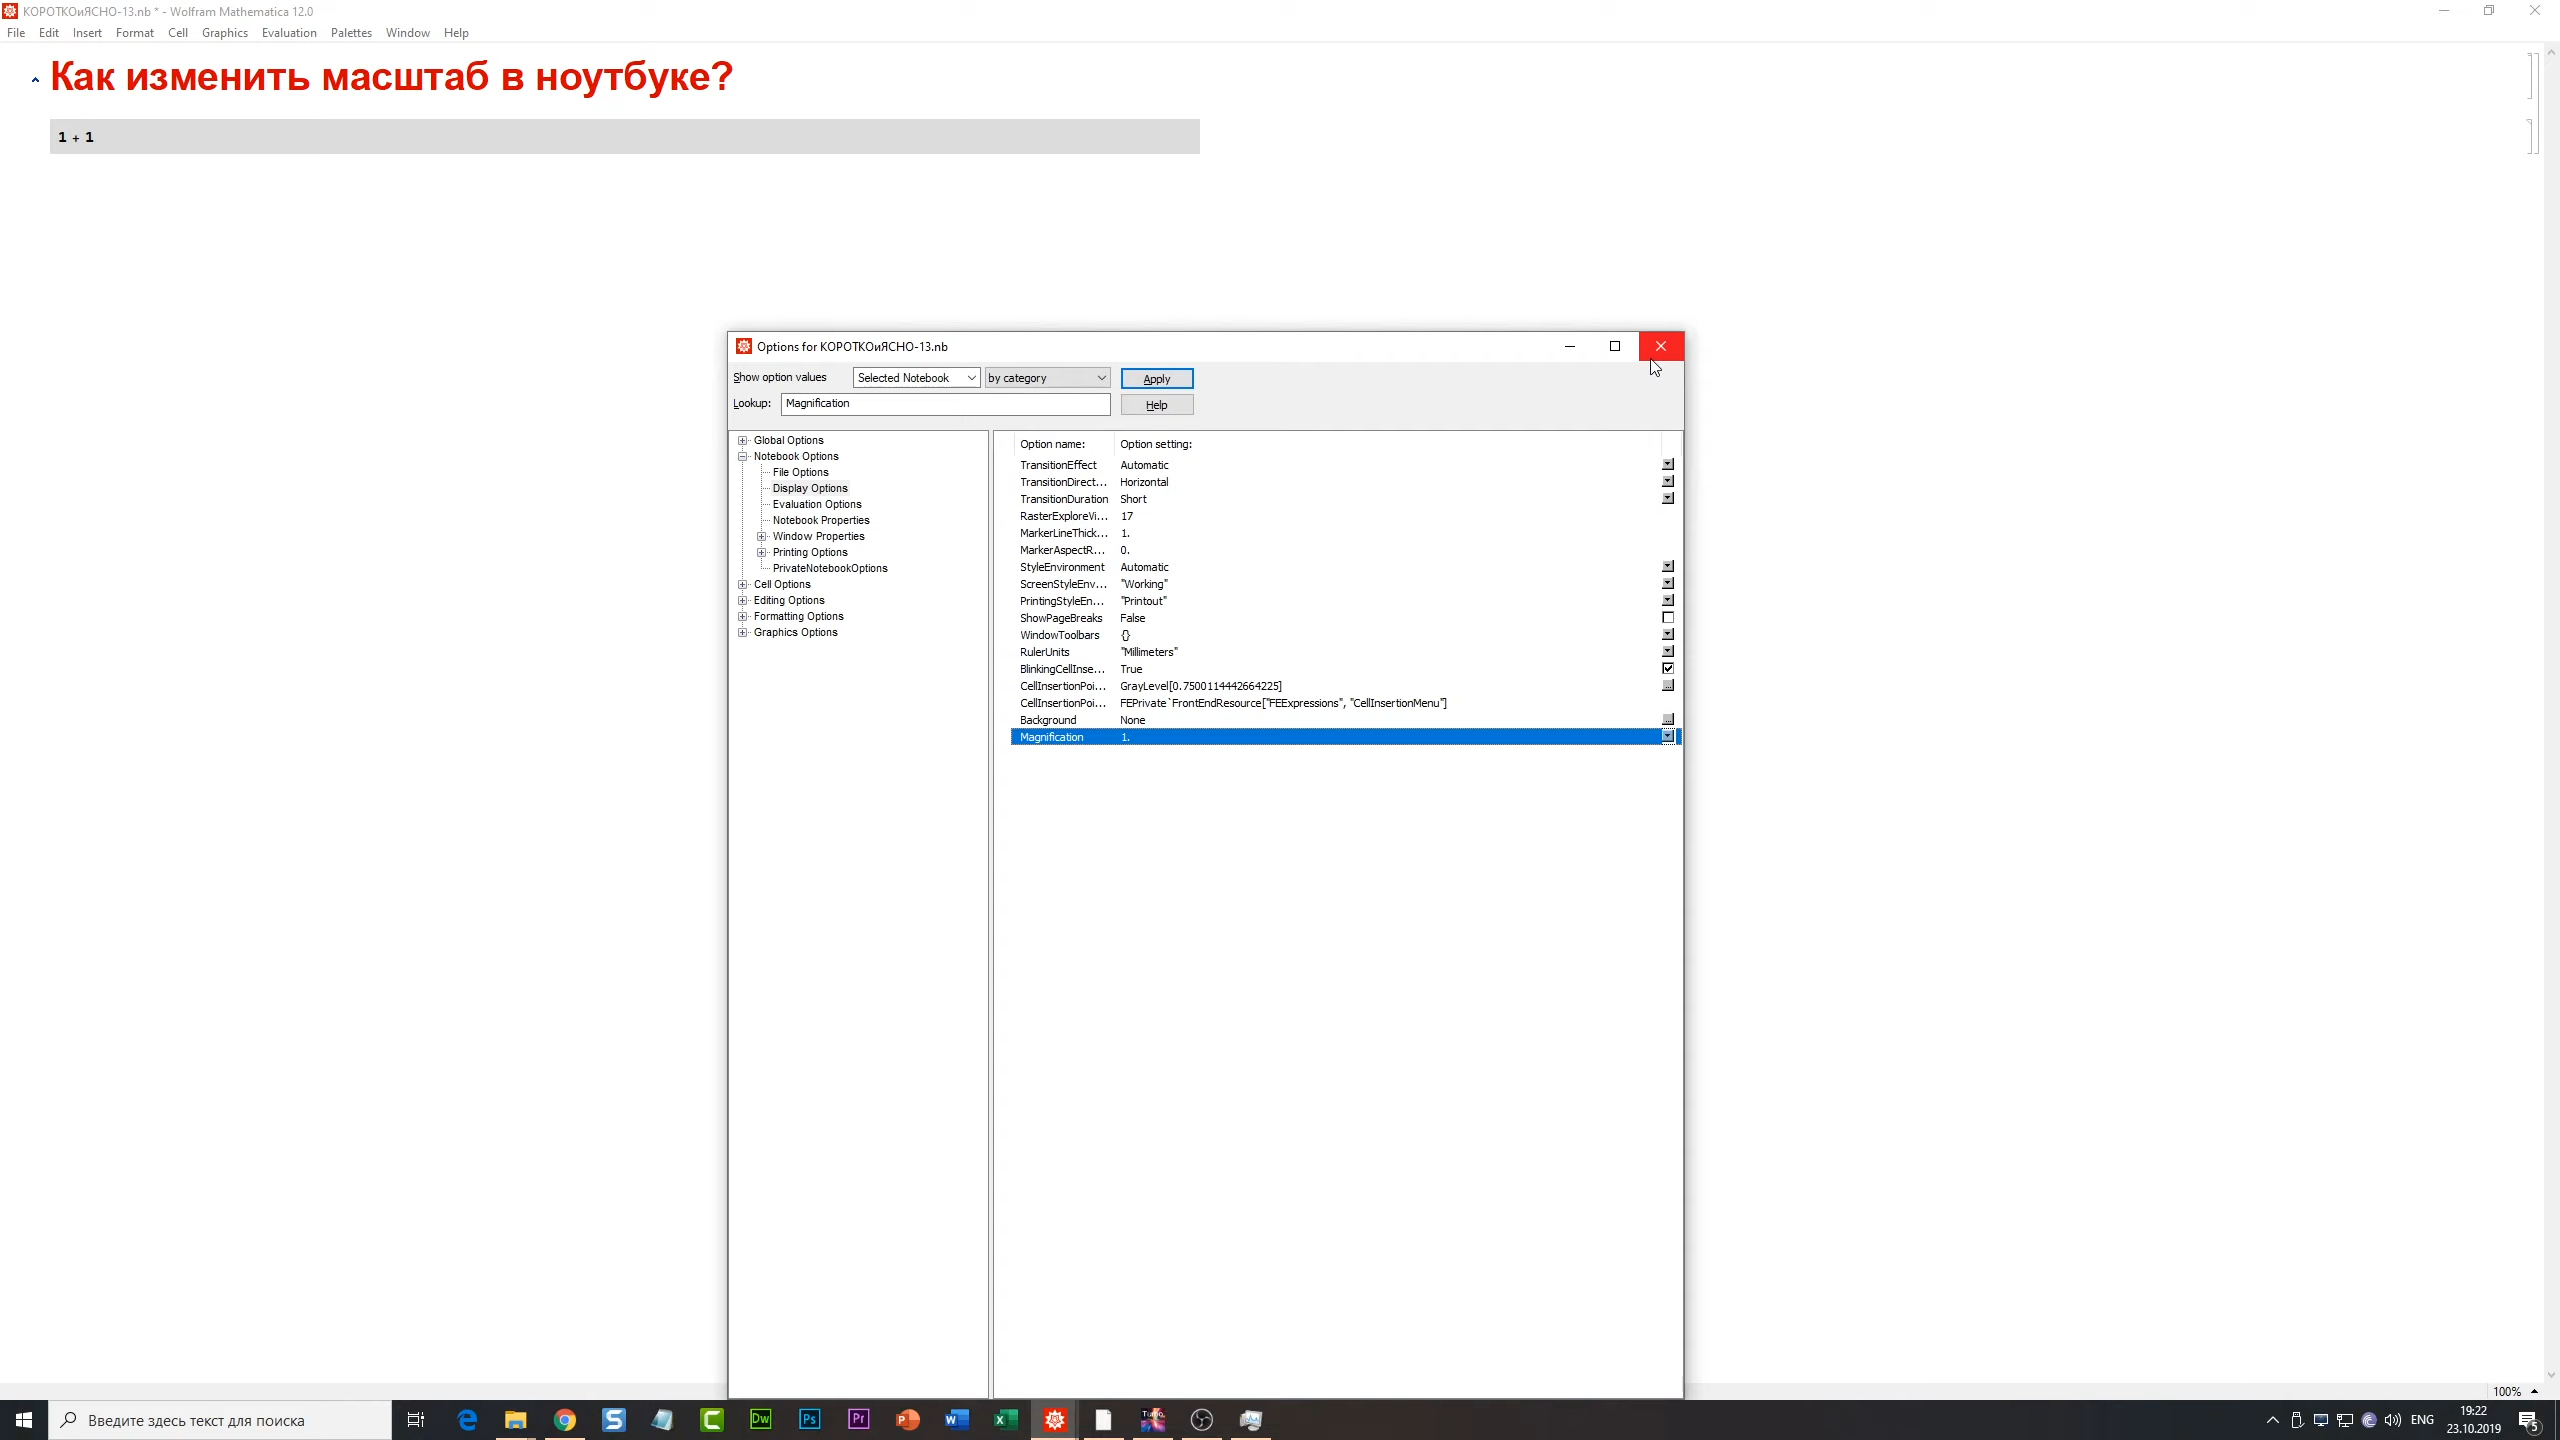 КОРОТКОиЯСНО-13.nb * - Wolfram Mathematica 12.0
File Edit Insert Format Cell Graphics Evaluation Palettes Window Help
Как изменить масштаб в ноутбуке?
1 + 1
Options for КОРОТКОиЯСНО-13.nb
Show option values Selected Notebook by category Apply
Lookup: Magnification Help
Global Options
Notebook Options
File Options
Display Options
Evaluation Options
Notebook Properties
Window Properties
Printing Options
PrivateNotebookOptions
Cell Options
Editing Options
Formatting Options
Graphics Options
Option name: Option setting:
TransitionEffect Automatic
TransitionDirect... Horizontal
TransitionDuration Short
RasterExploreVi... 17
MarkerLineThick... 1.
MarkerAspectR... 0.
StyleEnvironment Automatic
ScreenStyleEnv... "Working"
PrintingStyleEn... "Printout"
ShowPageBreaks False
WindowToolbars {}
RulerUnits "Millimeters"
BlinkingCellInse... True
CellInsertionPoi... GrayLevel[0.7500114442664225]
CellInsertionPoi... FEPrivate`FrontEndResource["FEExpressions", "CellInsertionMenu"]
Background None
Magnification 1.
100%
Введите здесь текст для поиска
Dw
Ps
Pr
ENG
19:22
23.10.2019
5